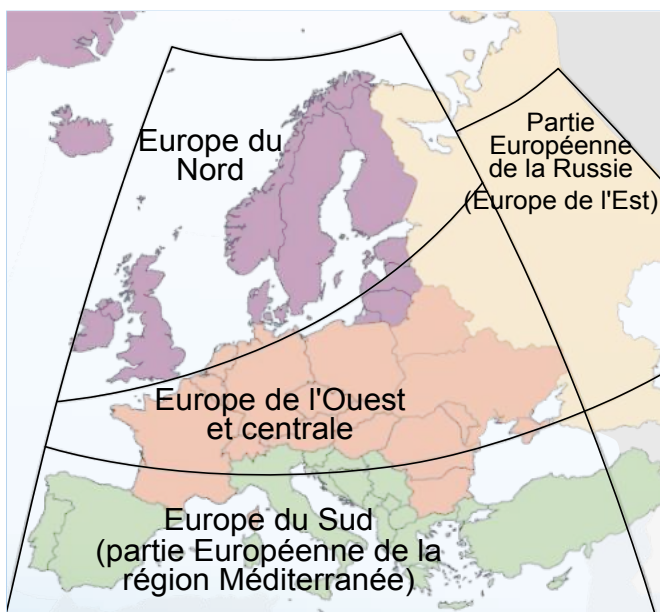 Europe du
Nord
Partie
Européenne
de la Russie
(Europe de l'Est)
Europe de l'Ouest
et centrale
Europe du Sud
(partie Européenne de la
région Méditerranée)